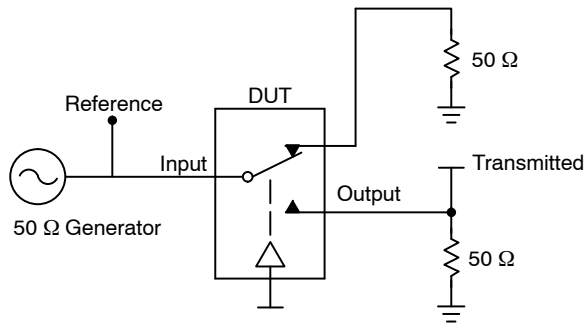 50 Ω
DUT
Reference
Input
Transmitted
Output
50 Ω Generator
50 Ω